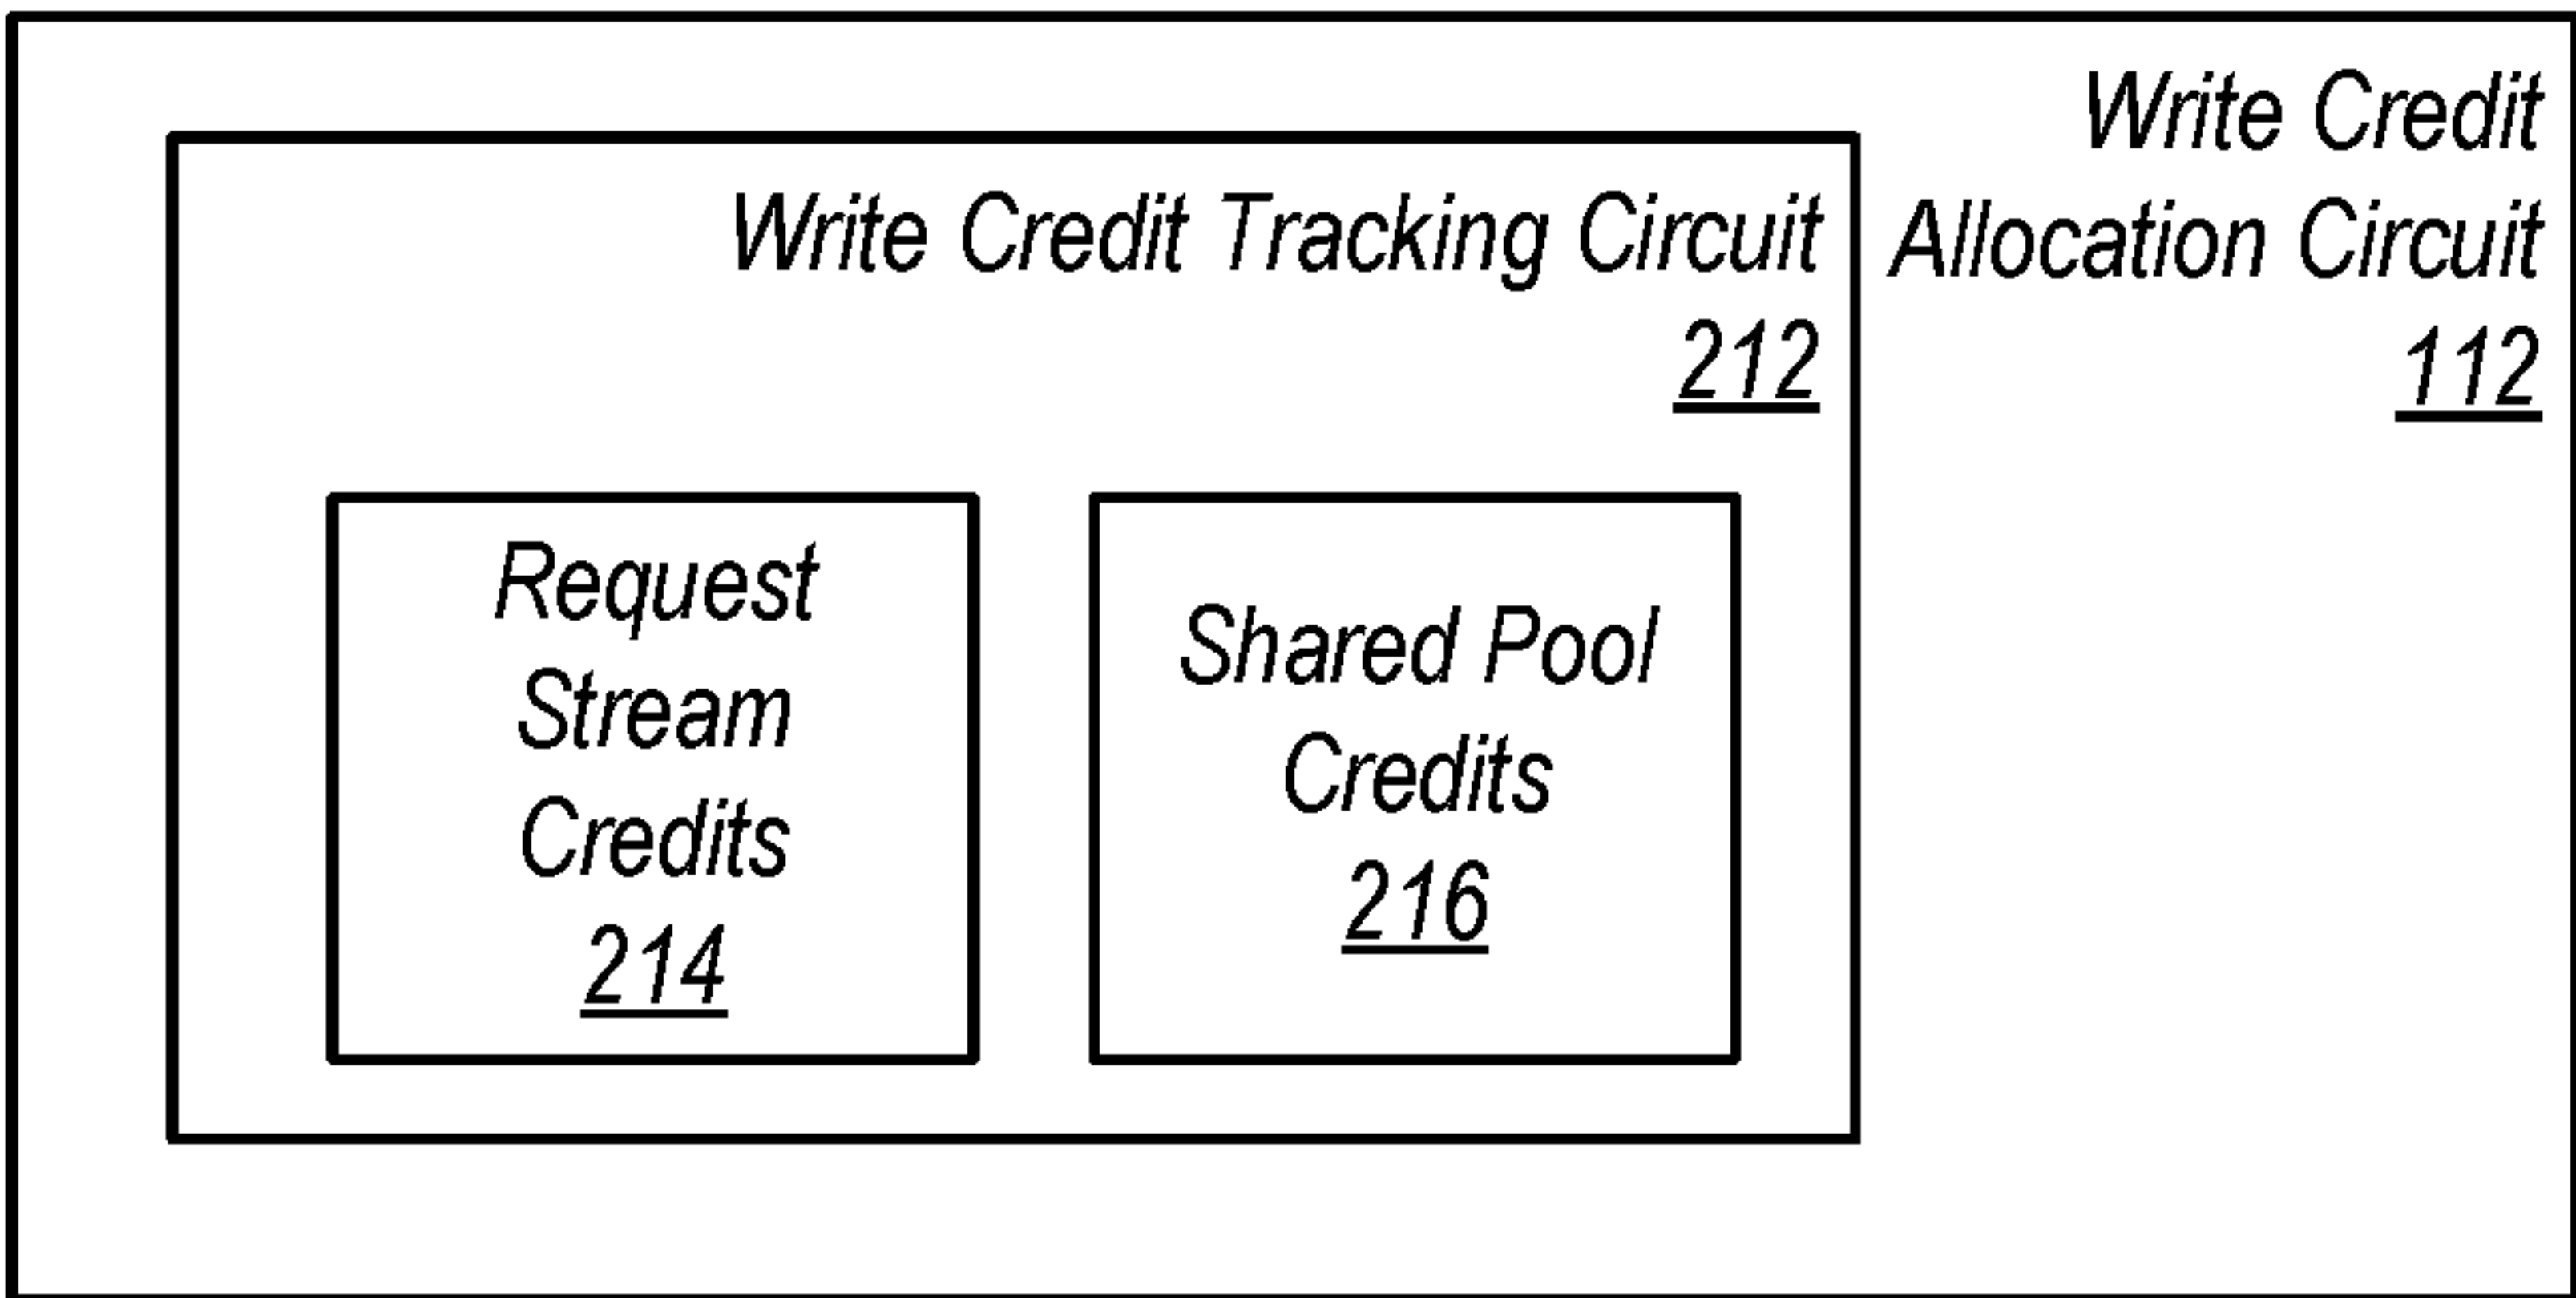 Write Credit
Allocation Circuit
112
Write Credit Tracking Circuit
212
Request
Stream
Credits
214
Shared Pool
Credits
216